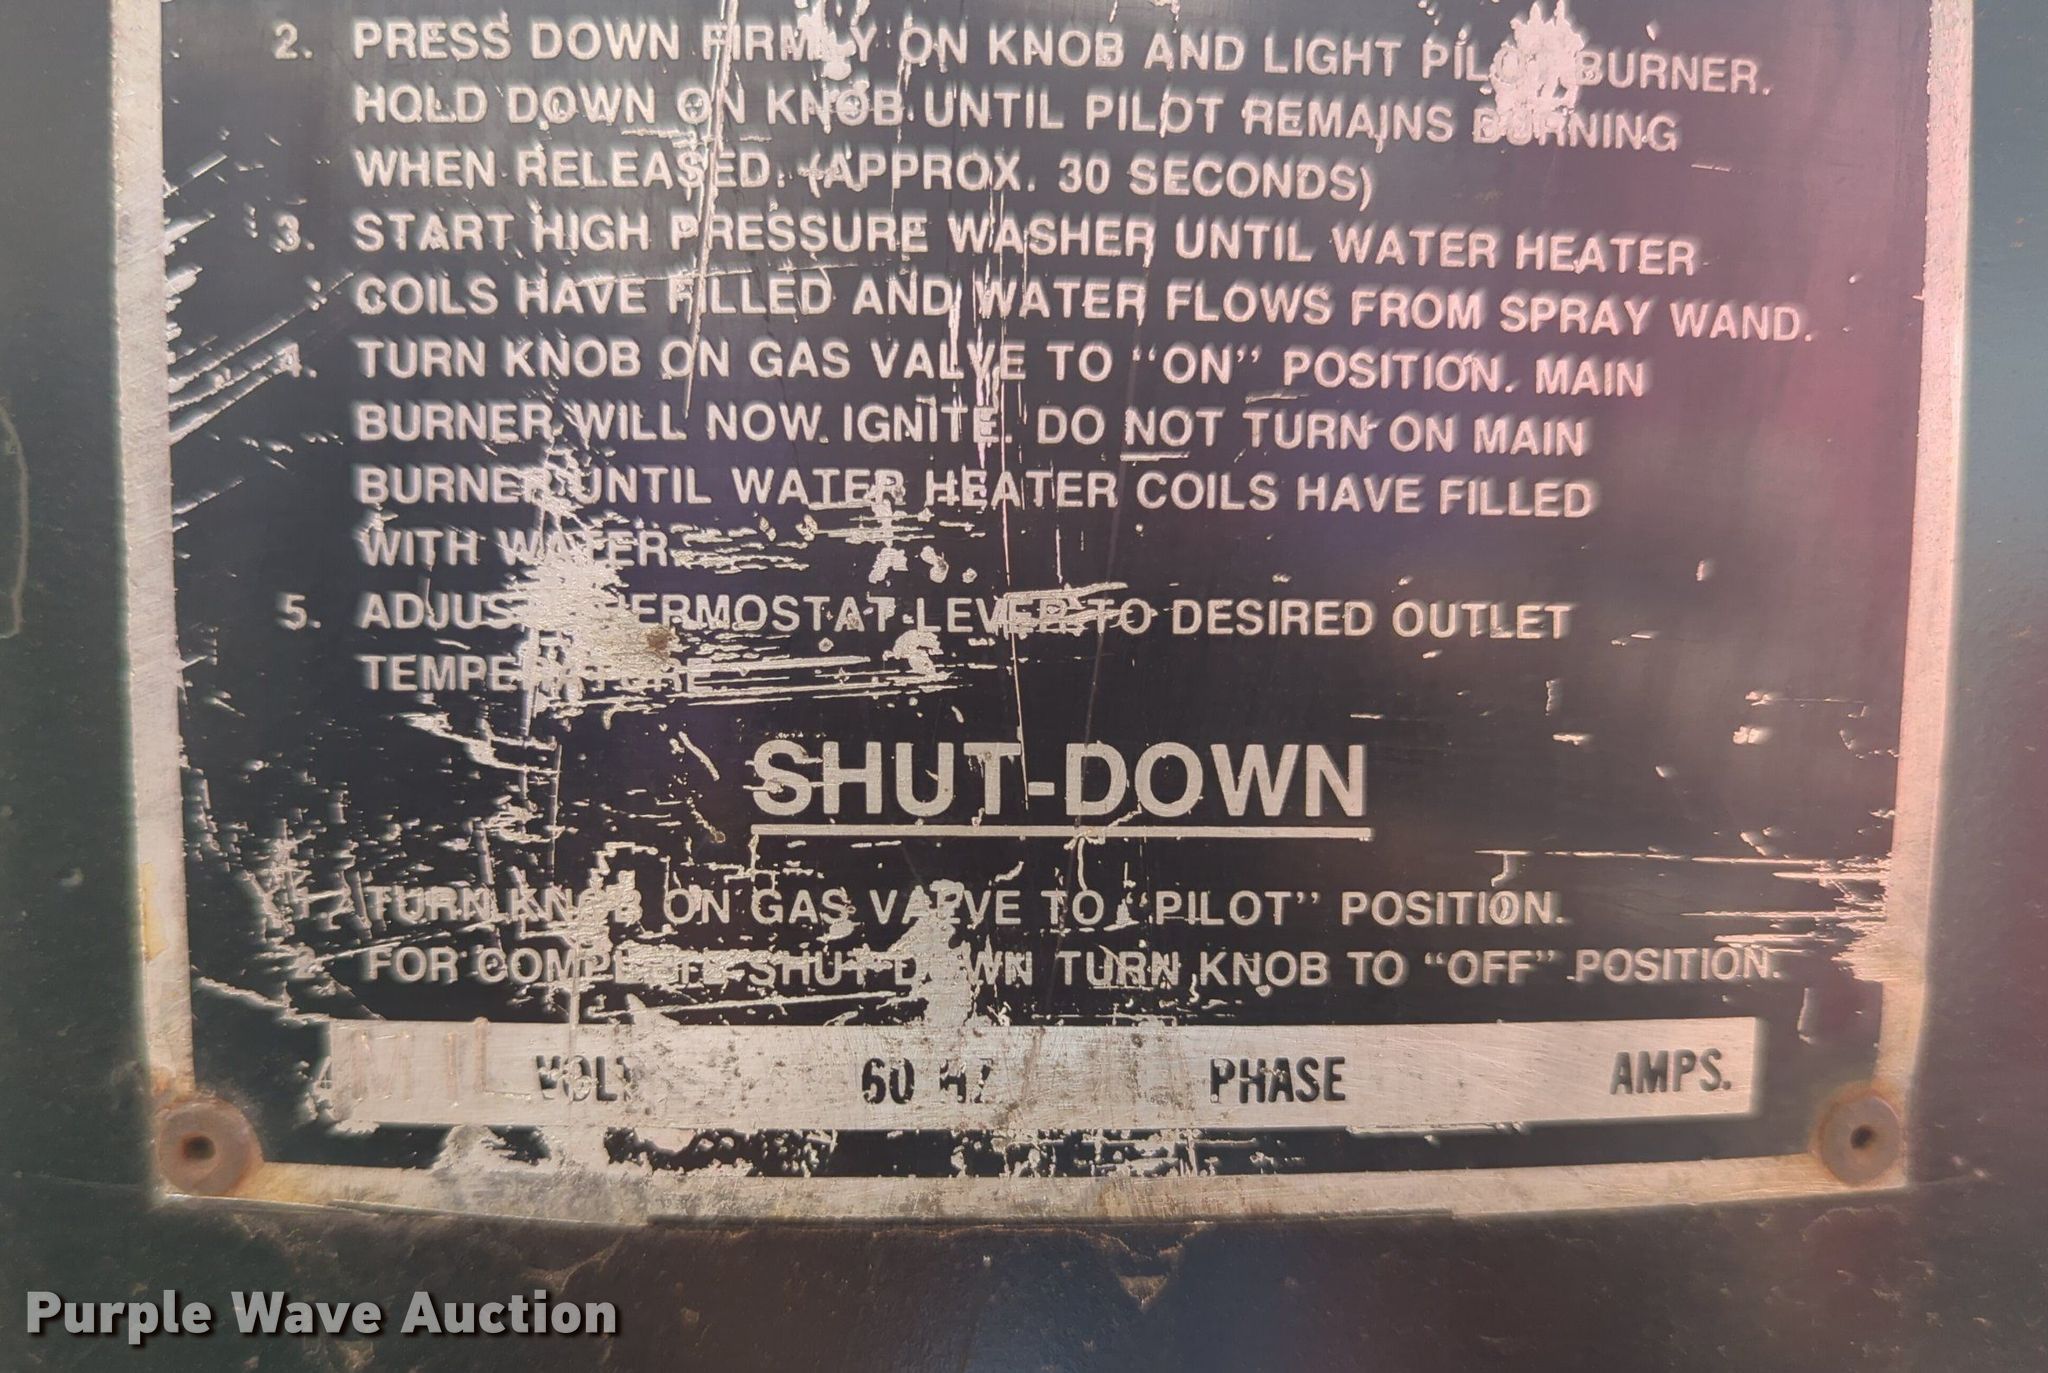 2. PRESS DOWN FIRMLY ON KNOB AND LIGHT PILOT BURNER.
HOLD DOWN ON KNOB UNTIL PILOT REMAINS BURNING
WHEN RELEASED. (APPROX. 30 SECONDS)
3. START HIGH PRESSURE WASHER UNTIL WATER HEATER
COILS HAVE FILLED AND WATER FLOWS FROM SPRAY WAND.
4. TURN KNOB ON GAS VALVE TO "ON" POSITION. MAIN
BURNER WILL NOW IGNITE. DO NOT TURN ON MAIN
BURNER UNTIL WATER HEATER COILS HAVE FILLED
WITH WATER.
5. ADJUST THERMOSTAT LEVER TO DESIRED OUTLET
TEMPERATURE
SHUT-DOWN
1. TURN KNOB ON GAS VALVE TO "PILOT" POSITION.
2. FOR COMPLETE SHUT DOWN TURN KNOB TO "OFF" POSITION.
VOLT 60 HZ PHASE AMPS.
Purple Wave Auction